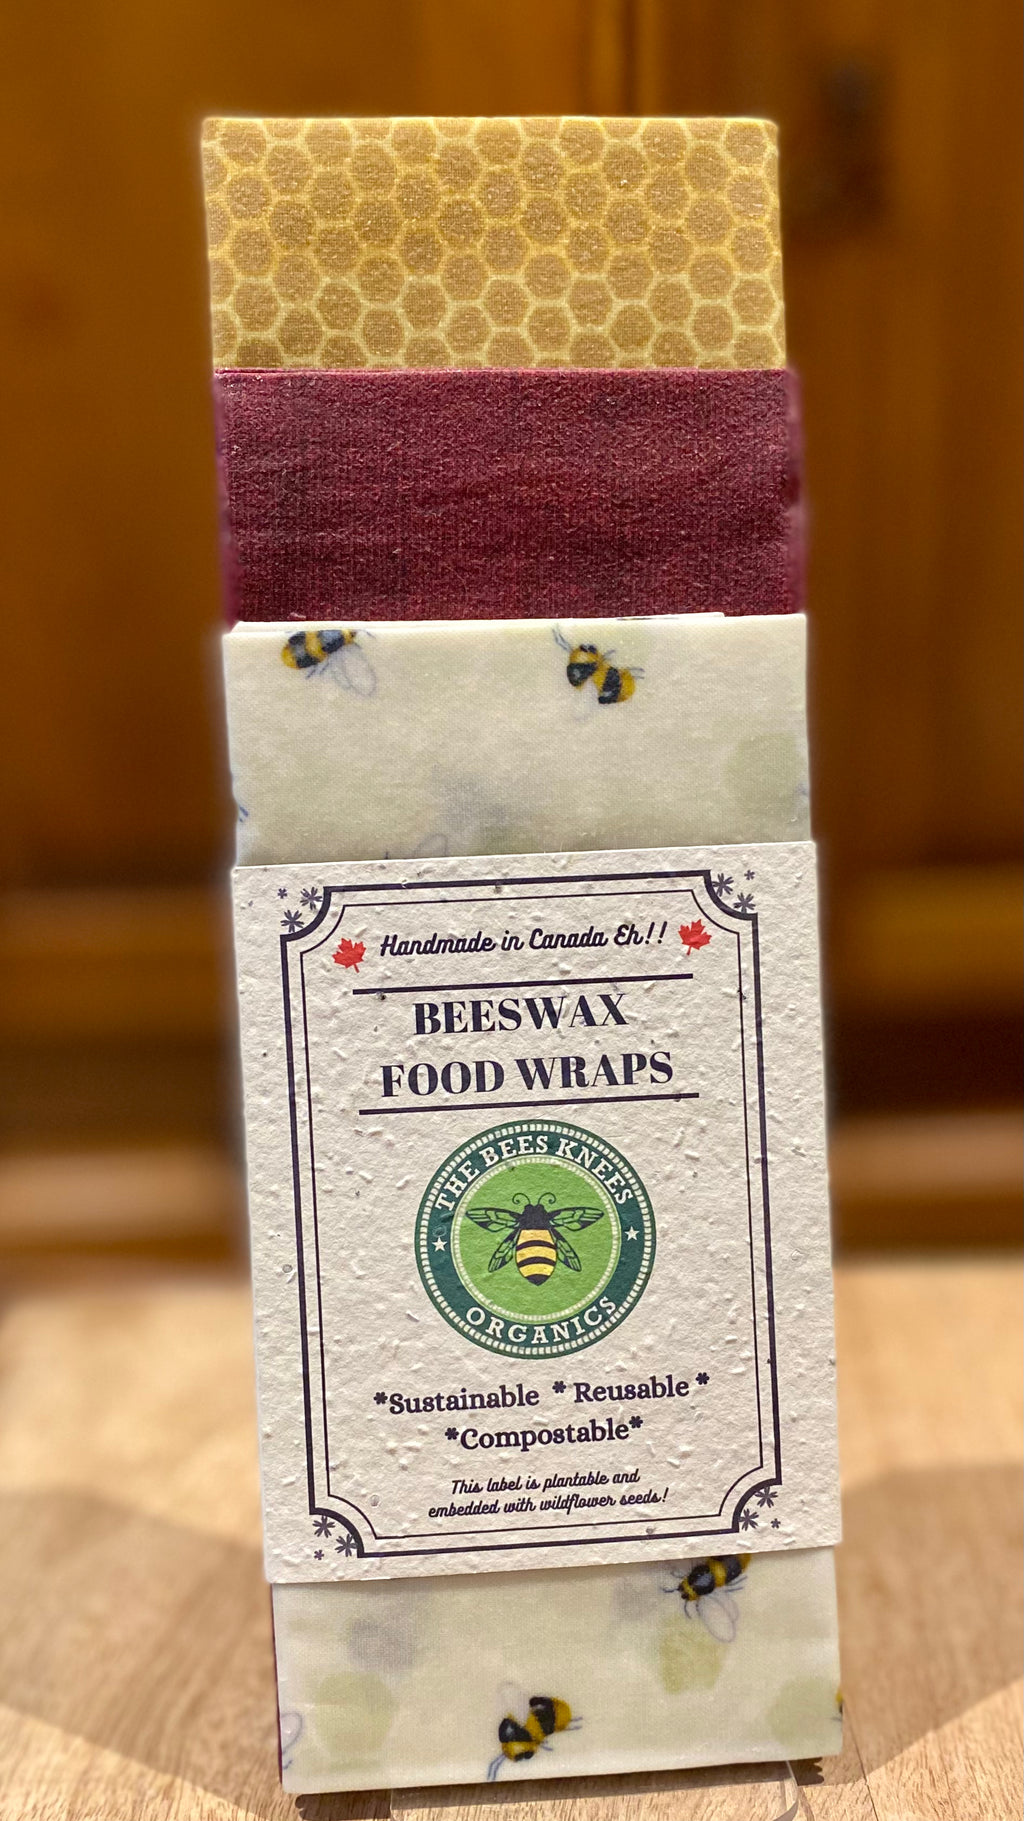 Handmade in Canada Eh!!
BEESWAX
FOOD WRAPS
THE BEES KNEES
ORGANICS
*Sustainable * Reusable *
*Compostable*
This label is plantable and
embedded with wildflower seeds!